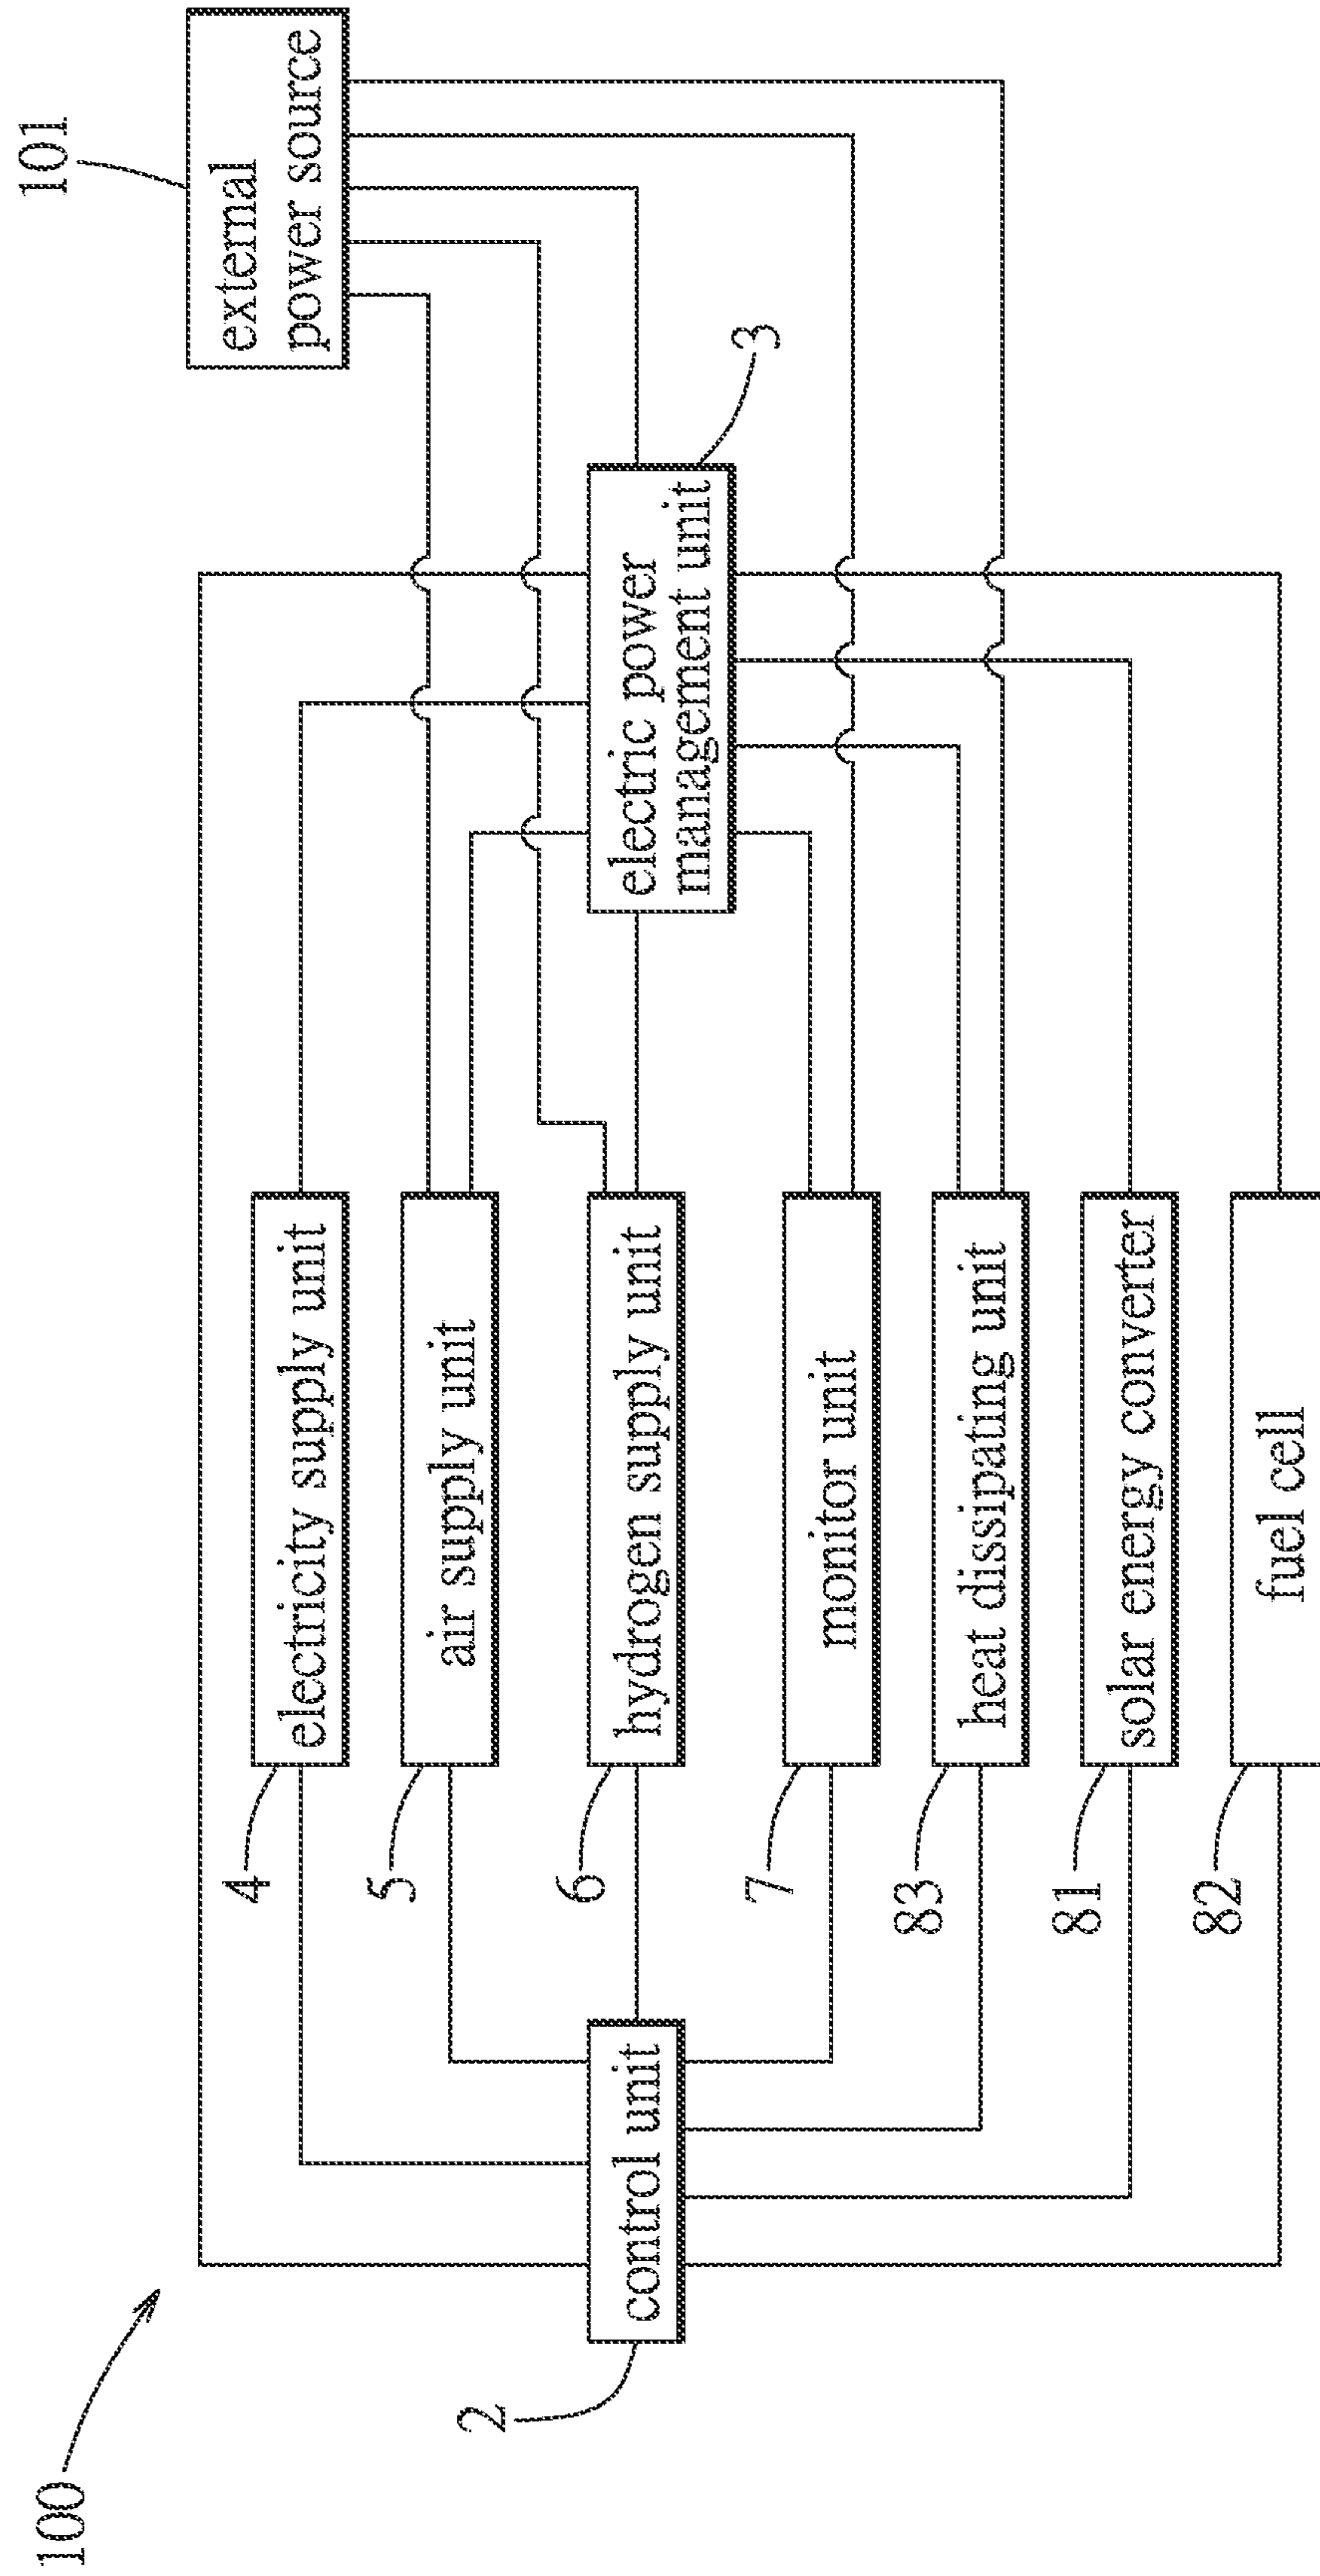 100
101
external
power source
3
electric power
management unit
4
electricity supply unit
5
air supply unit
6
hydrogen supply unit
7
monitor unit
83
heat dissipating unit
81
solar energy converter
82
fuel cell
2
control unit